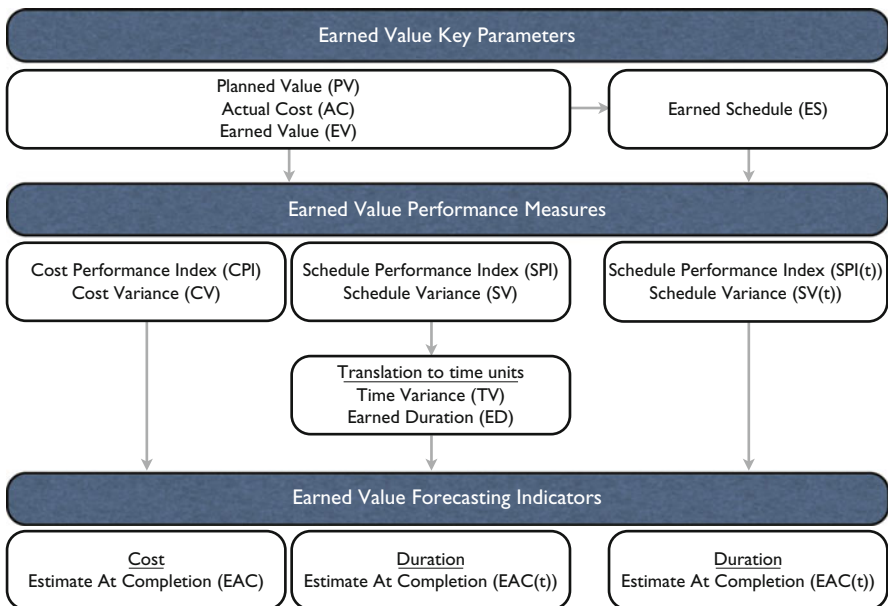 Earned Value Key Parameters
Planned Value (PV)
Actual Cost (AC)
Earned Value (EV)
Earned Schedule (ES)
Earned Value Performance Measures
Cost Performance Index (CPI)
Cost Variance (CV)
Schedule Performance Index (SPI)
Schedule Variance (SV)
Schedule Performance Index (SPI(t))
Schedule Variance (SV(t))
Translation to time units
Time Variance (TV)
Earned Duration (ED)
Earned Value Forecasting Indicators
Cost
Estimate At Completion (EAC)
Duration
Estimate At Completion (EAC(t))
Duration
Estimate At Completion (EAC(t))